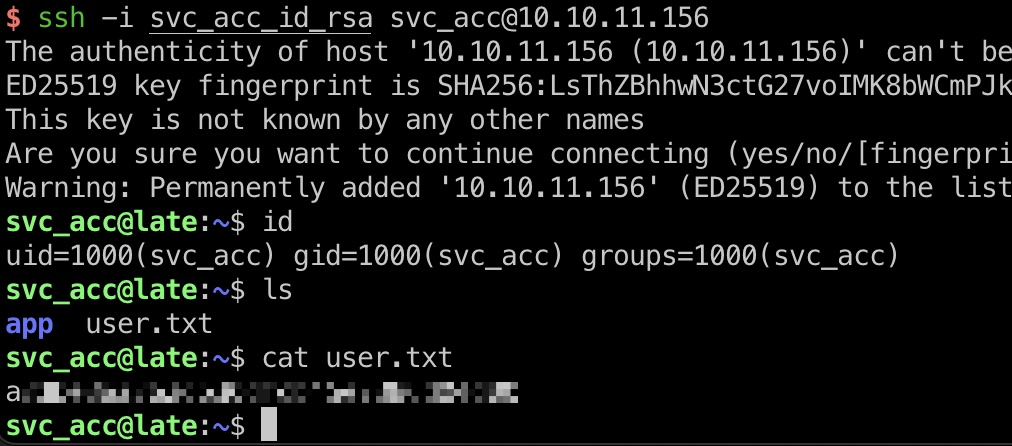 $ ssh -i svc_acc_id_rsa svc_acc@10.10.11.156
The authenticity of host '10.10.11.156 (10.10.11.156)' can't be
ED25519 key fingerprint is SHA256:LsThZBhhwN3ctG27voIMK8bWCmPJk
This key is not known by any other names
Are you sure you want to continue connecting (yes/no/[fingerpri
Warning: Permanently added '10.10.11.156' (ED25519) to the list
svc_acc@late:~$ id
uid=1000(svc_acc) gid=1000(svc_acc) groups=1000(svc_acc)
svc_acc@late:~$ ls
app  user.txt
svc_acc@late:~$ cat user.txt
a
svc_acc@late:~$